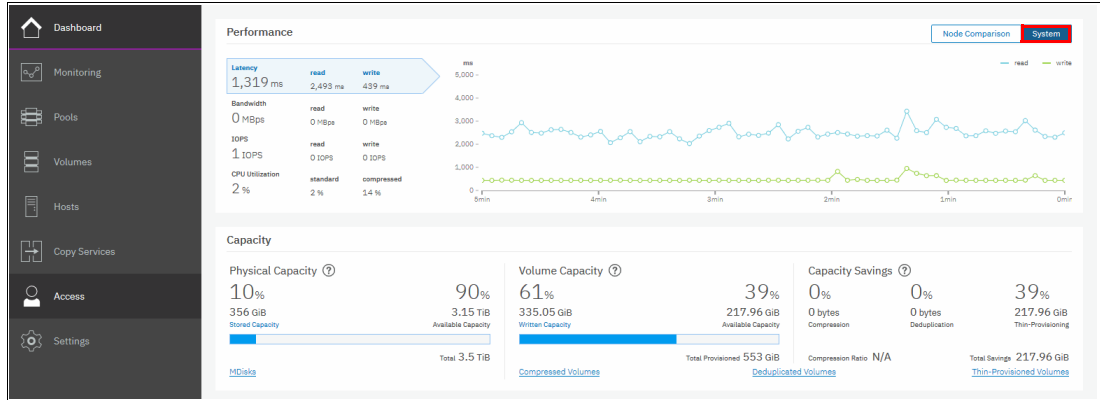 Dashboard
Monitoring
Pools
Volumes
Hosts
Copy Services
Access
Settings
Performance
Node Comparison System
Latency read write
1,319 ms 2,493 ms 439 ms
Bandwidth read write
0 MBps 0 MBps 0 MBps
IOPS read write
1 IOPS 0 IOPS 0 IOPS
CPU Utilization standard compressed
2 % 2 % 14 %
ms
read write
5,000
4,000
3,000
2,000
1,000
0
5min 4min 3min 2min 1min 0min
Capacity
Physical Capacity ?
10% 90%
356 GiB 3.15 TiB
Stored Capacity Available Capacity
Total 3.5 TiB
MDisks
Volume Capacity ?
61% 39%
335.05 GiB 217.96 GiB
Written Capacity Available Capacity
Total Provisioned 553 GiB
Compressed Volumes Deduplicated Volumes
Capacity Savings ?
0% 0% 39%
0 bytes 0 bytes 217.96 GiB
Compression Deduplication Thin-Provisioning
Compression Ratio N/A Total Savings 217.96 GiB
Thin-Provisioned Volumes